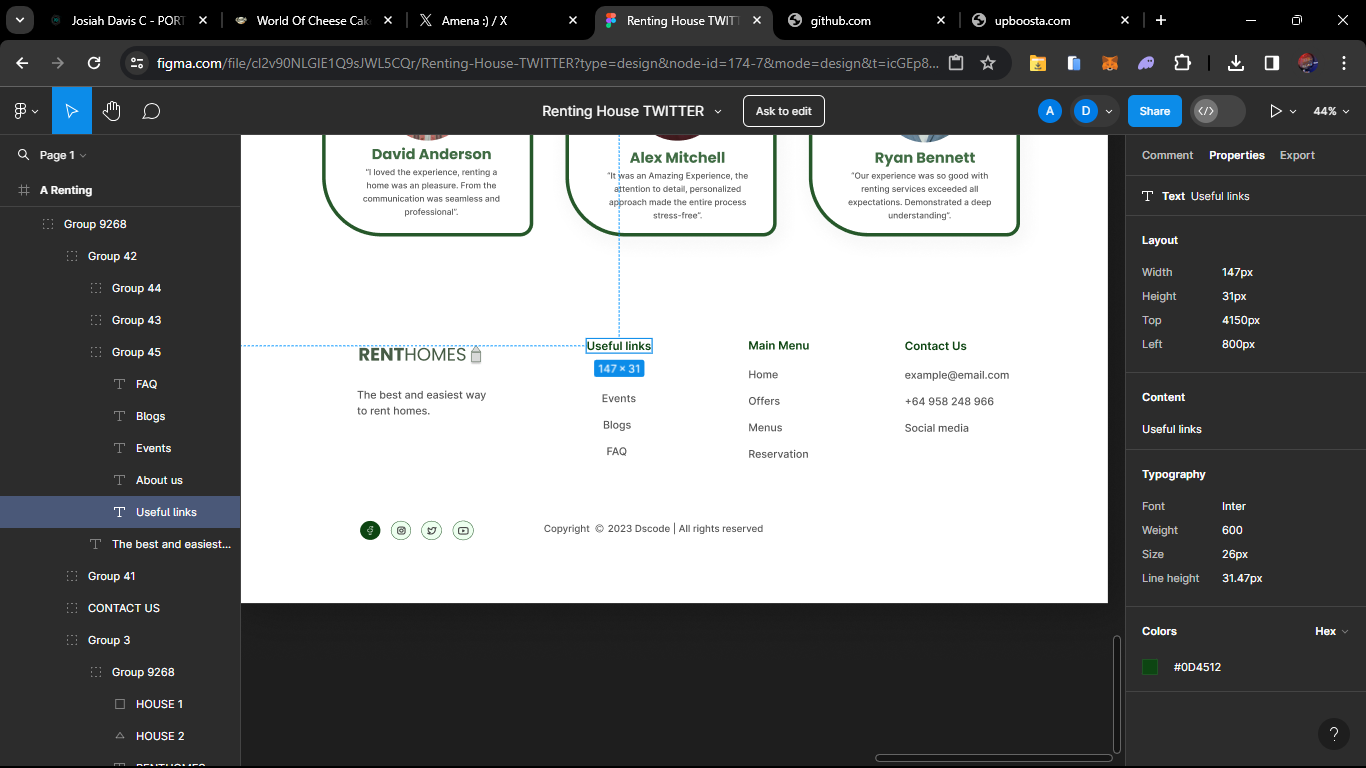 Josiah Davis C - PORT
World Of Cheese Cak
Amena :) / X
Renting House TWITT
github.com
upboosta.com
figma.com/file/cl2v90NLGlE1Q9sJWL5CQr/Renting-House-TWITTER?type=design&node-id=174-7&mode=design&t=icGEp8...
Renting House TWITTER
Ask to edit
A
D
Share
44%
Page 1
Comment
Properties
Export
A Renting
Group 9268
Group 42
Group 44
Group 43
Group 45
FAQ
Blogs
Events
About us
Useful links
The best and easiest...
Group 41
CONTACT US
Group 3
Group 9268
HOUSE 1
HOUSE 2
RENTHOMES
David Anderson
"I loved the experience, renting a
home was an pleasure. From the
communication was seamless and
professional".
Alex Mitchell
"It was an Amazing Experience, the
attention to detail, personalized
approach made the entire process
stress-free".
Ryan Bennett
"Our experience was so good with
renting services exceeded all
expectations. Demonstrated a deep
understanding".
RENTHOMES
The best and easiest way
to rent homes.
Useful links
147 × 31
Events
Blogs
FAQ
Main Menu
Home
Offers
Menus
Reservation
Contact Us
example@email.com
+64 958 248 966
Social media
Copyright © 2023 Dscode | All rights reserved
Text Useful links
Layout
Width 147px
Height 31px
Top 4150px
Left 800px
Content
Useful links
Typography
Font Inter
Weight 600
Size 26px
Line height 31.47px
Colors Hex
#0D4512
?